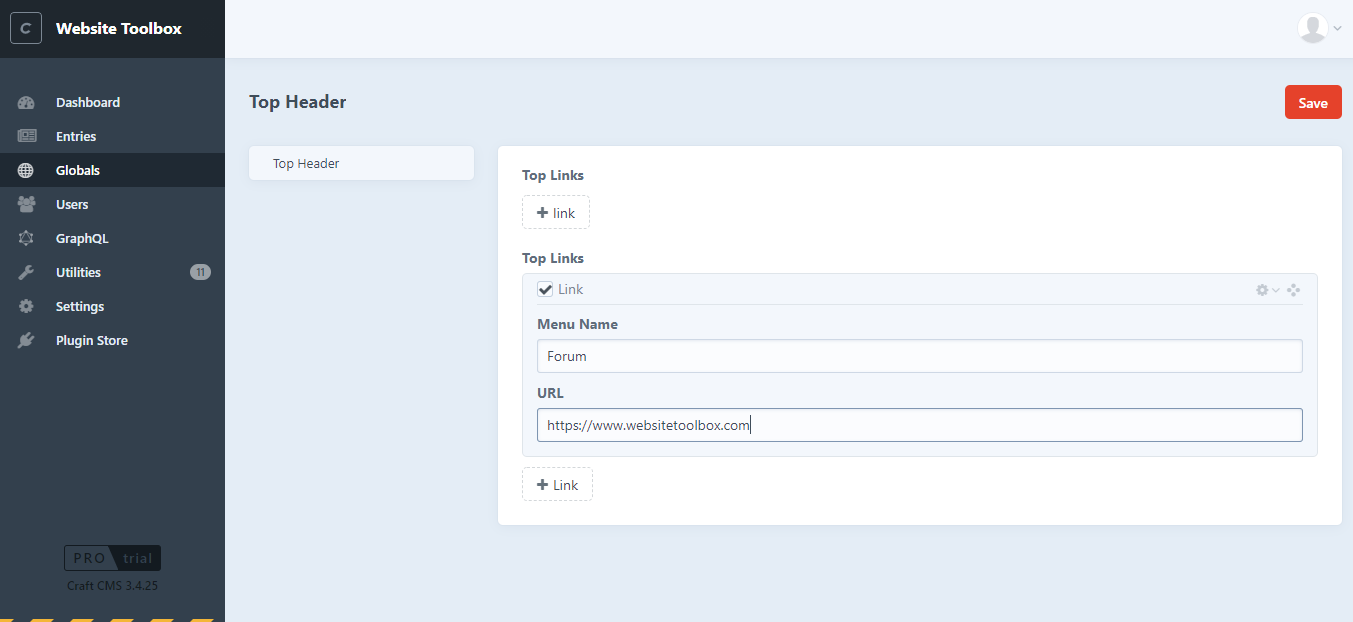 C Website Toolbox
Dashboard
Entries
Globals
Users
GraphQL
Utilities 11
Settings
Plugin Store
PRO trial
Craft CMS 3.4.25
Top Header
Save
Top Header
Top Links
+ link
Top Links
Link
Menu Name
Forum
URL
https://www.websitetoolbox.com
+ Link